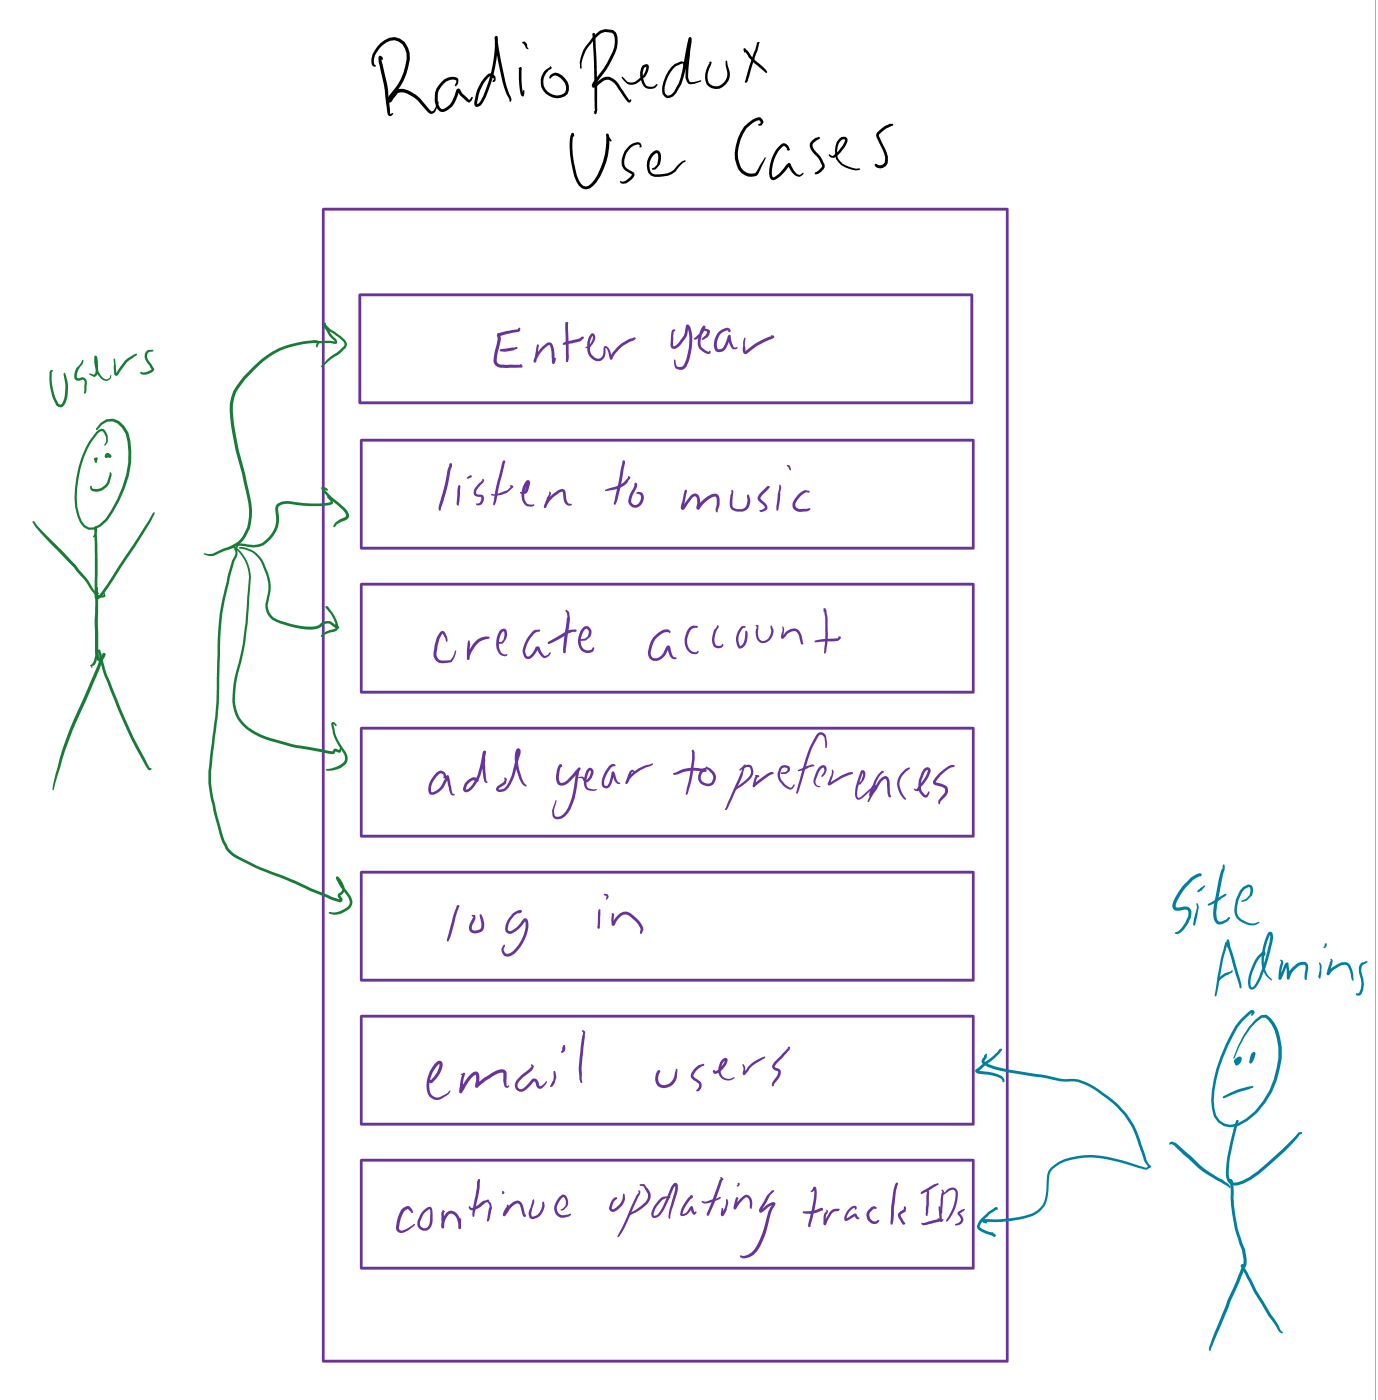 RadioRedux
Use Cases
users
Enter year
listen to music
create account
add year to preferences
log in
Site
Admins
email users
continue updating track IDs